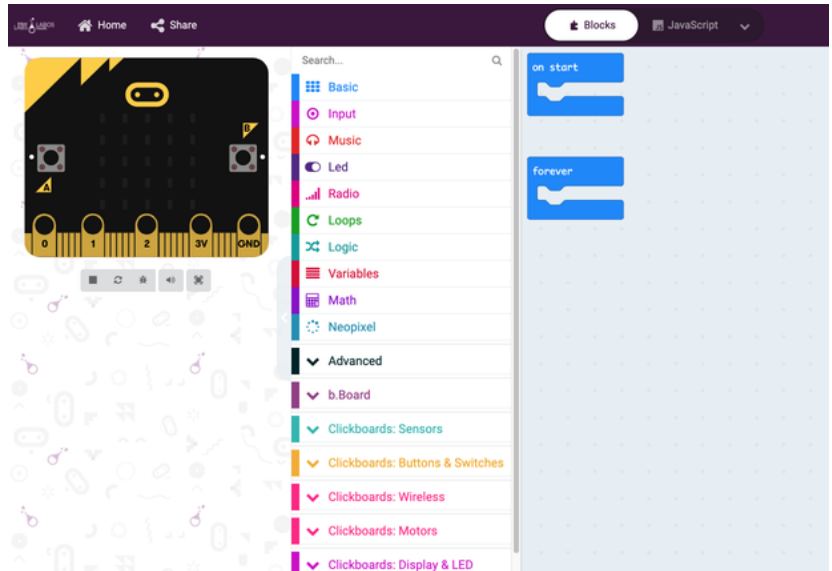 Home
Share
Blocks
JavaScript
Search...
Basic
Input
Music
Led
Radio
Loops
Logic
Variables
Math
Neopixel
Advanced
b.Board
Clickboards: Sensors
Clickboards: Buttons & Switches
Clickboards: Wireless
Clickboards: Motors
Clickboards: Display & LED
on start
forever
B
A
0 1 2 3V GND